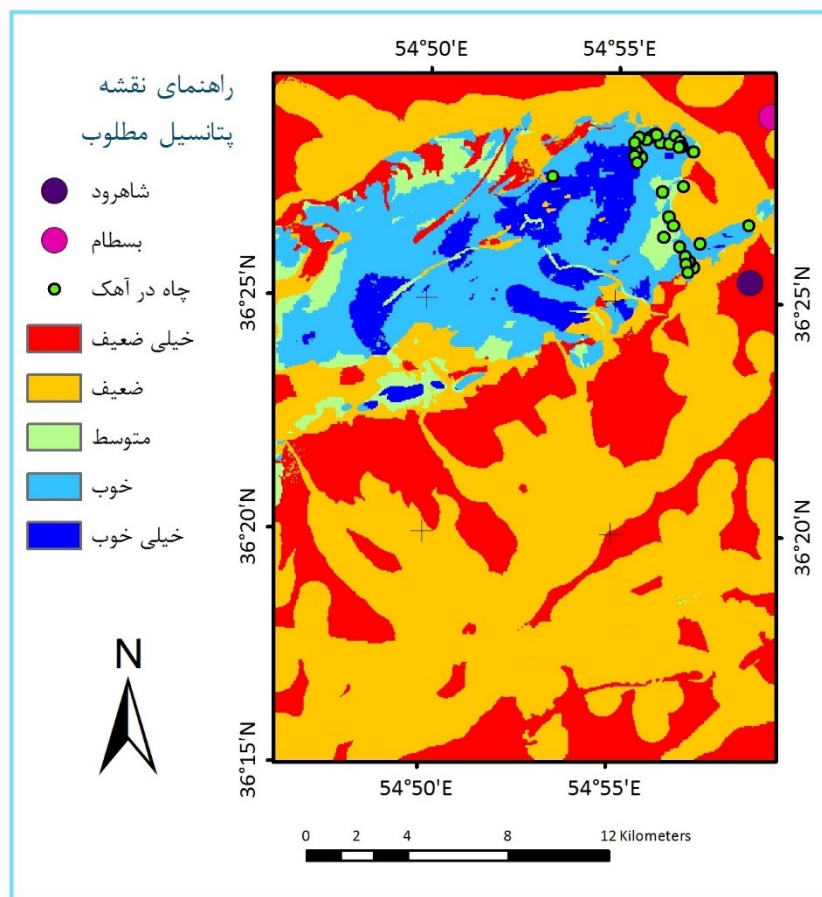 راهنمای نقشه
پتانسیل مطلوب
شاهرود
بسطام
چاه در آهک
خیلی ضعیف
ضعیف
متوسط
خوب
خیلی خوب
N
54°50'E 54°55'E
36°25'N 36°25'N
36°20'N 36°20'N
36°15'N
54°50'E 54°55'E
0 2 4 8 12 Kilometers